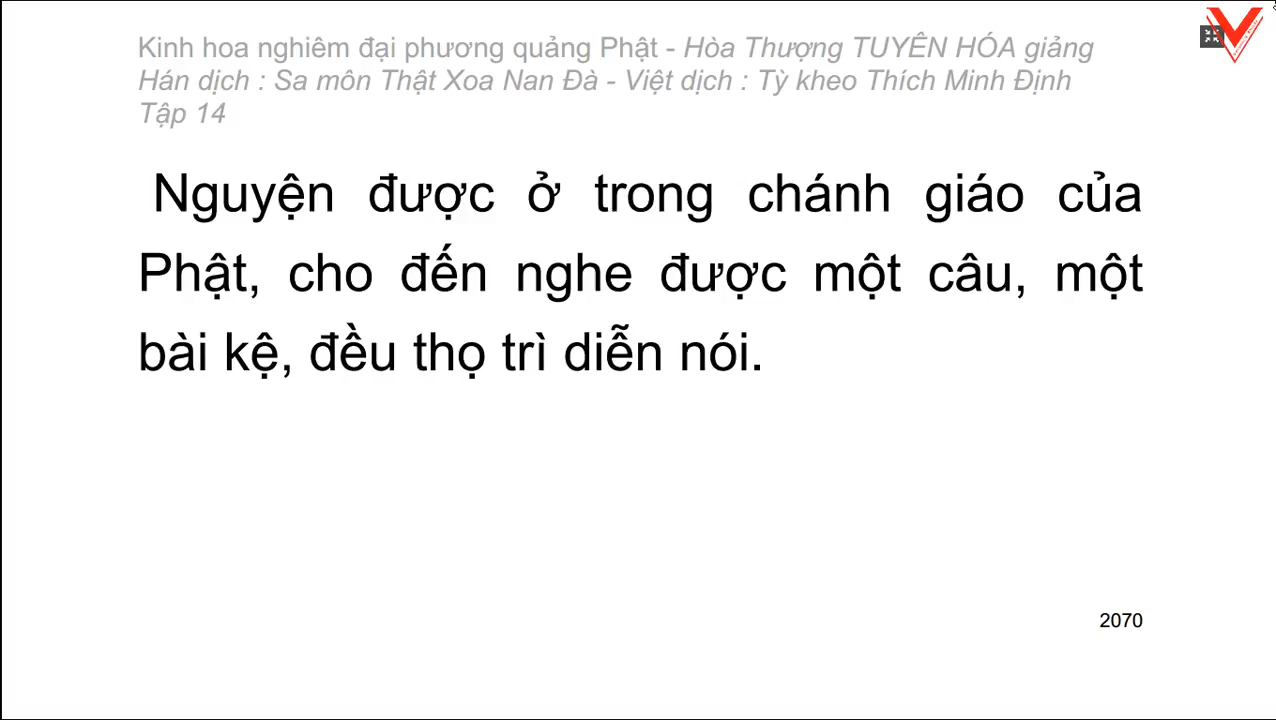 Kinh hoa nghiêm đại phương quảng Phật - Hòa Thượng TUYÊN HÓA giảng
Hán dịch : Sa môn Thật Xoa Nan Đà - Việt dịch : Tỳ kheo Thích Minh Định
Tập 14
Nguyện được ở trong chánh giáo của
Phật, cho đến nghe được một câu, một
bài kệ, đều thọ trì diễn nói.
2070